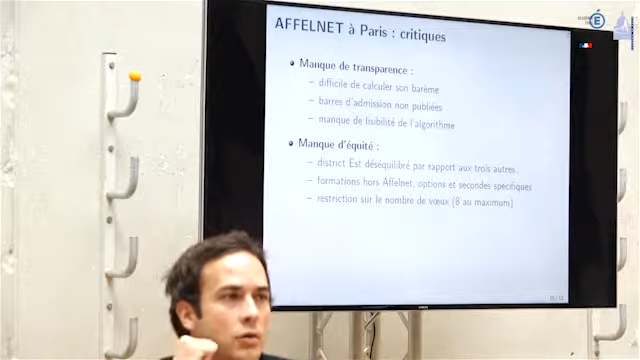 AFFELNET à Paris : critiques
Manque de transparence :
– difficile de calculer son barème
– barres d'admission non publiées
– manque de lisibilité de l'algorithme
Manque d'équité :
– district Est déséquilibré par rapport aux trois autres
– formations hors Affelnet, options et secondes spécifiques
– restriction sur le nombre de vœux (8 au maximum)